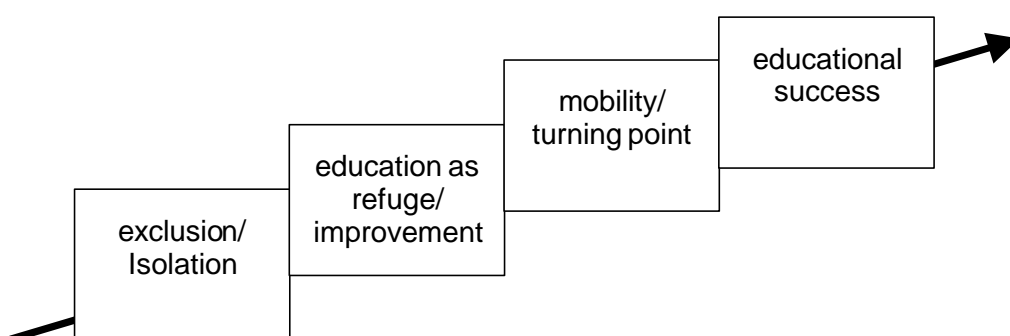 exclusion/
Isolation
education as
refuge/
improvement
mobility/
turning point
educational
success